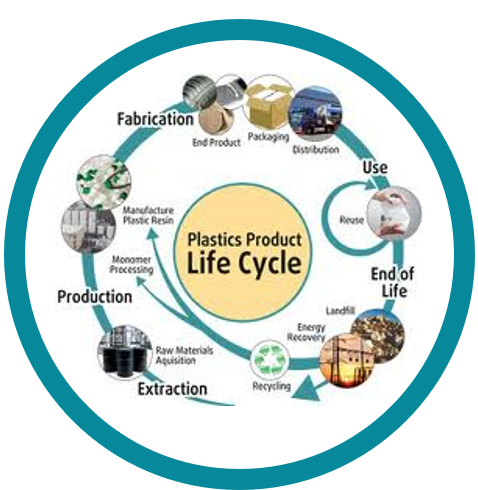 Fabrication
End Product
Packaging
Distribution
Use
Reuse
Manufacture
Plastic Resin
Plastics Product
Life Cycle
Monomer
Processing
End of
Life
Production
Landfill
Energy
Recovery
Raw Materials
Aquisition
Recycling
Extraction